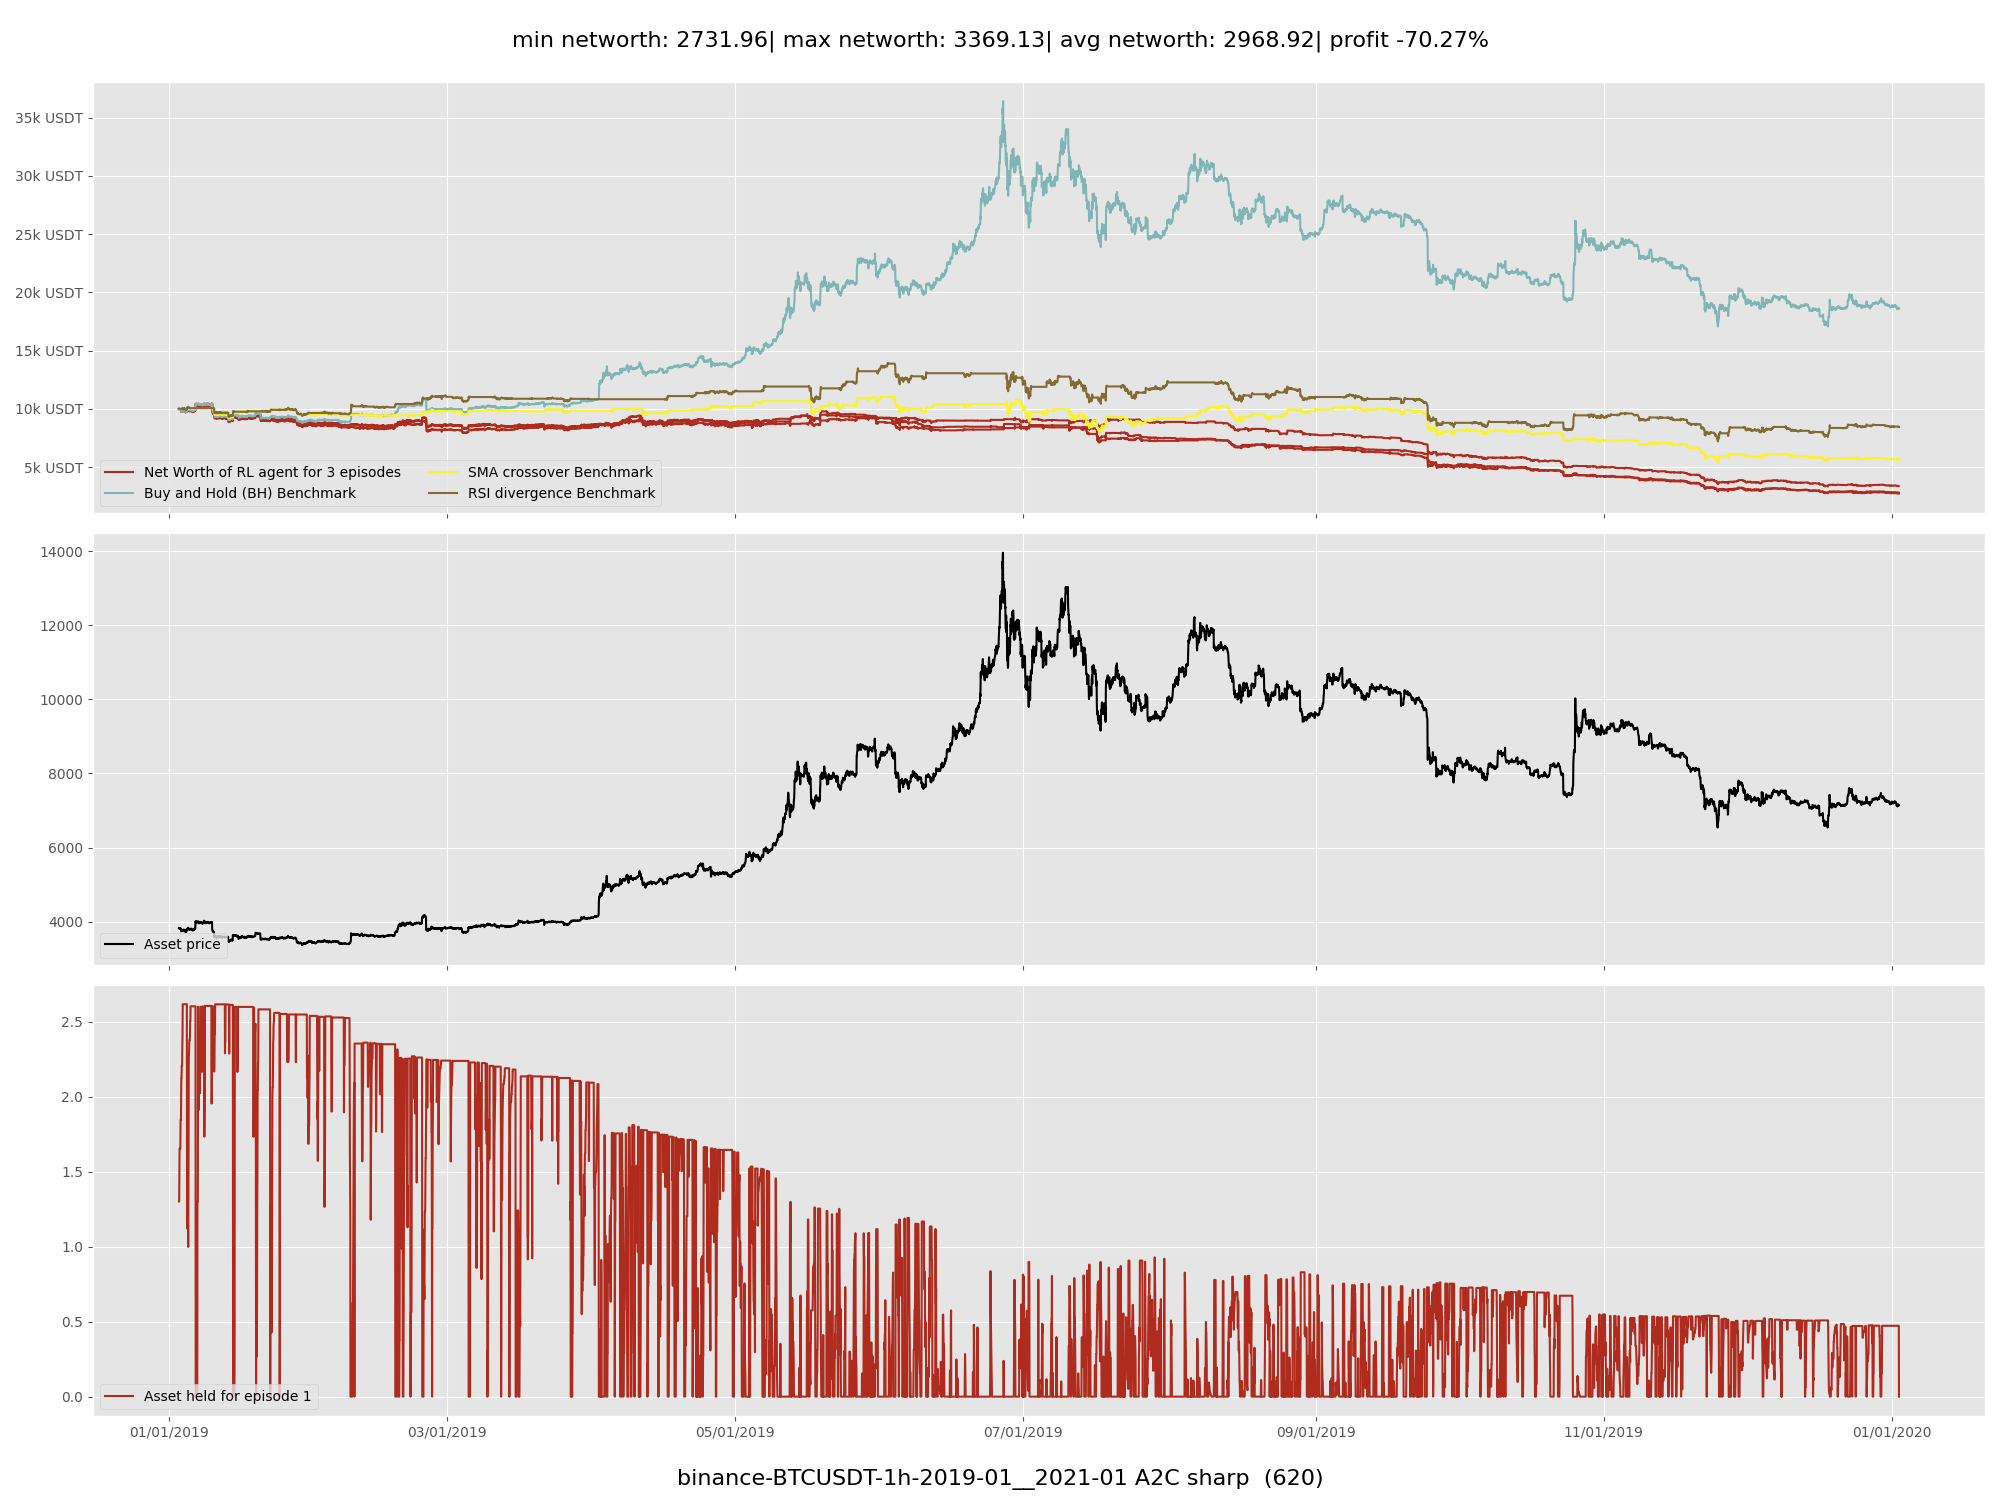 min networth: 2731.96| max networth: 3369.13| avg networth: 2968.92| profit -70.27%
35k USDT
30k USDT
25k USDT
20k USDT
15k USDT
10k USDT
5k USDT
Net Worth of RL agent for 3 episodes
Buy and Hold (BH) Benchmark
SMA crossover Benchmark
RSI divergence Benchmark
14000
12000
10000
8000
6000
4000
Asset price
2.5
2.0
1.5
1.0
0.5
0.0
Asset held for episode 1
01/01/2019 03/01/2019 05/01/2019 07/01/2019 09/01/2019 11/01/2019 01/01/2020
binance-BTCUSDT-1h-2019-01__2021-01 A2C sharp (620)